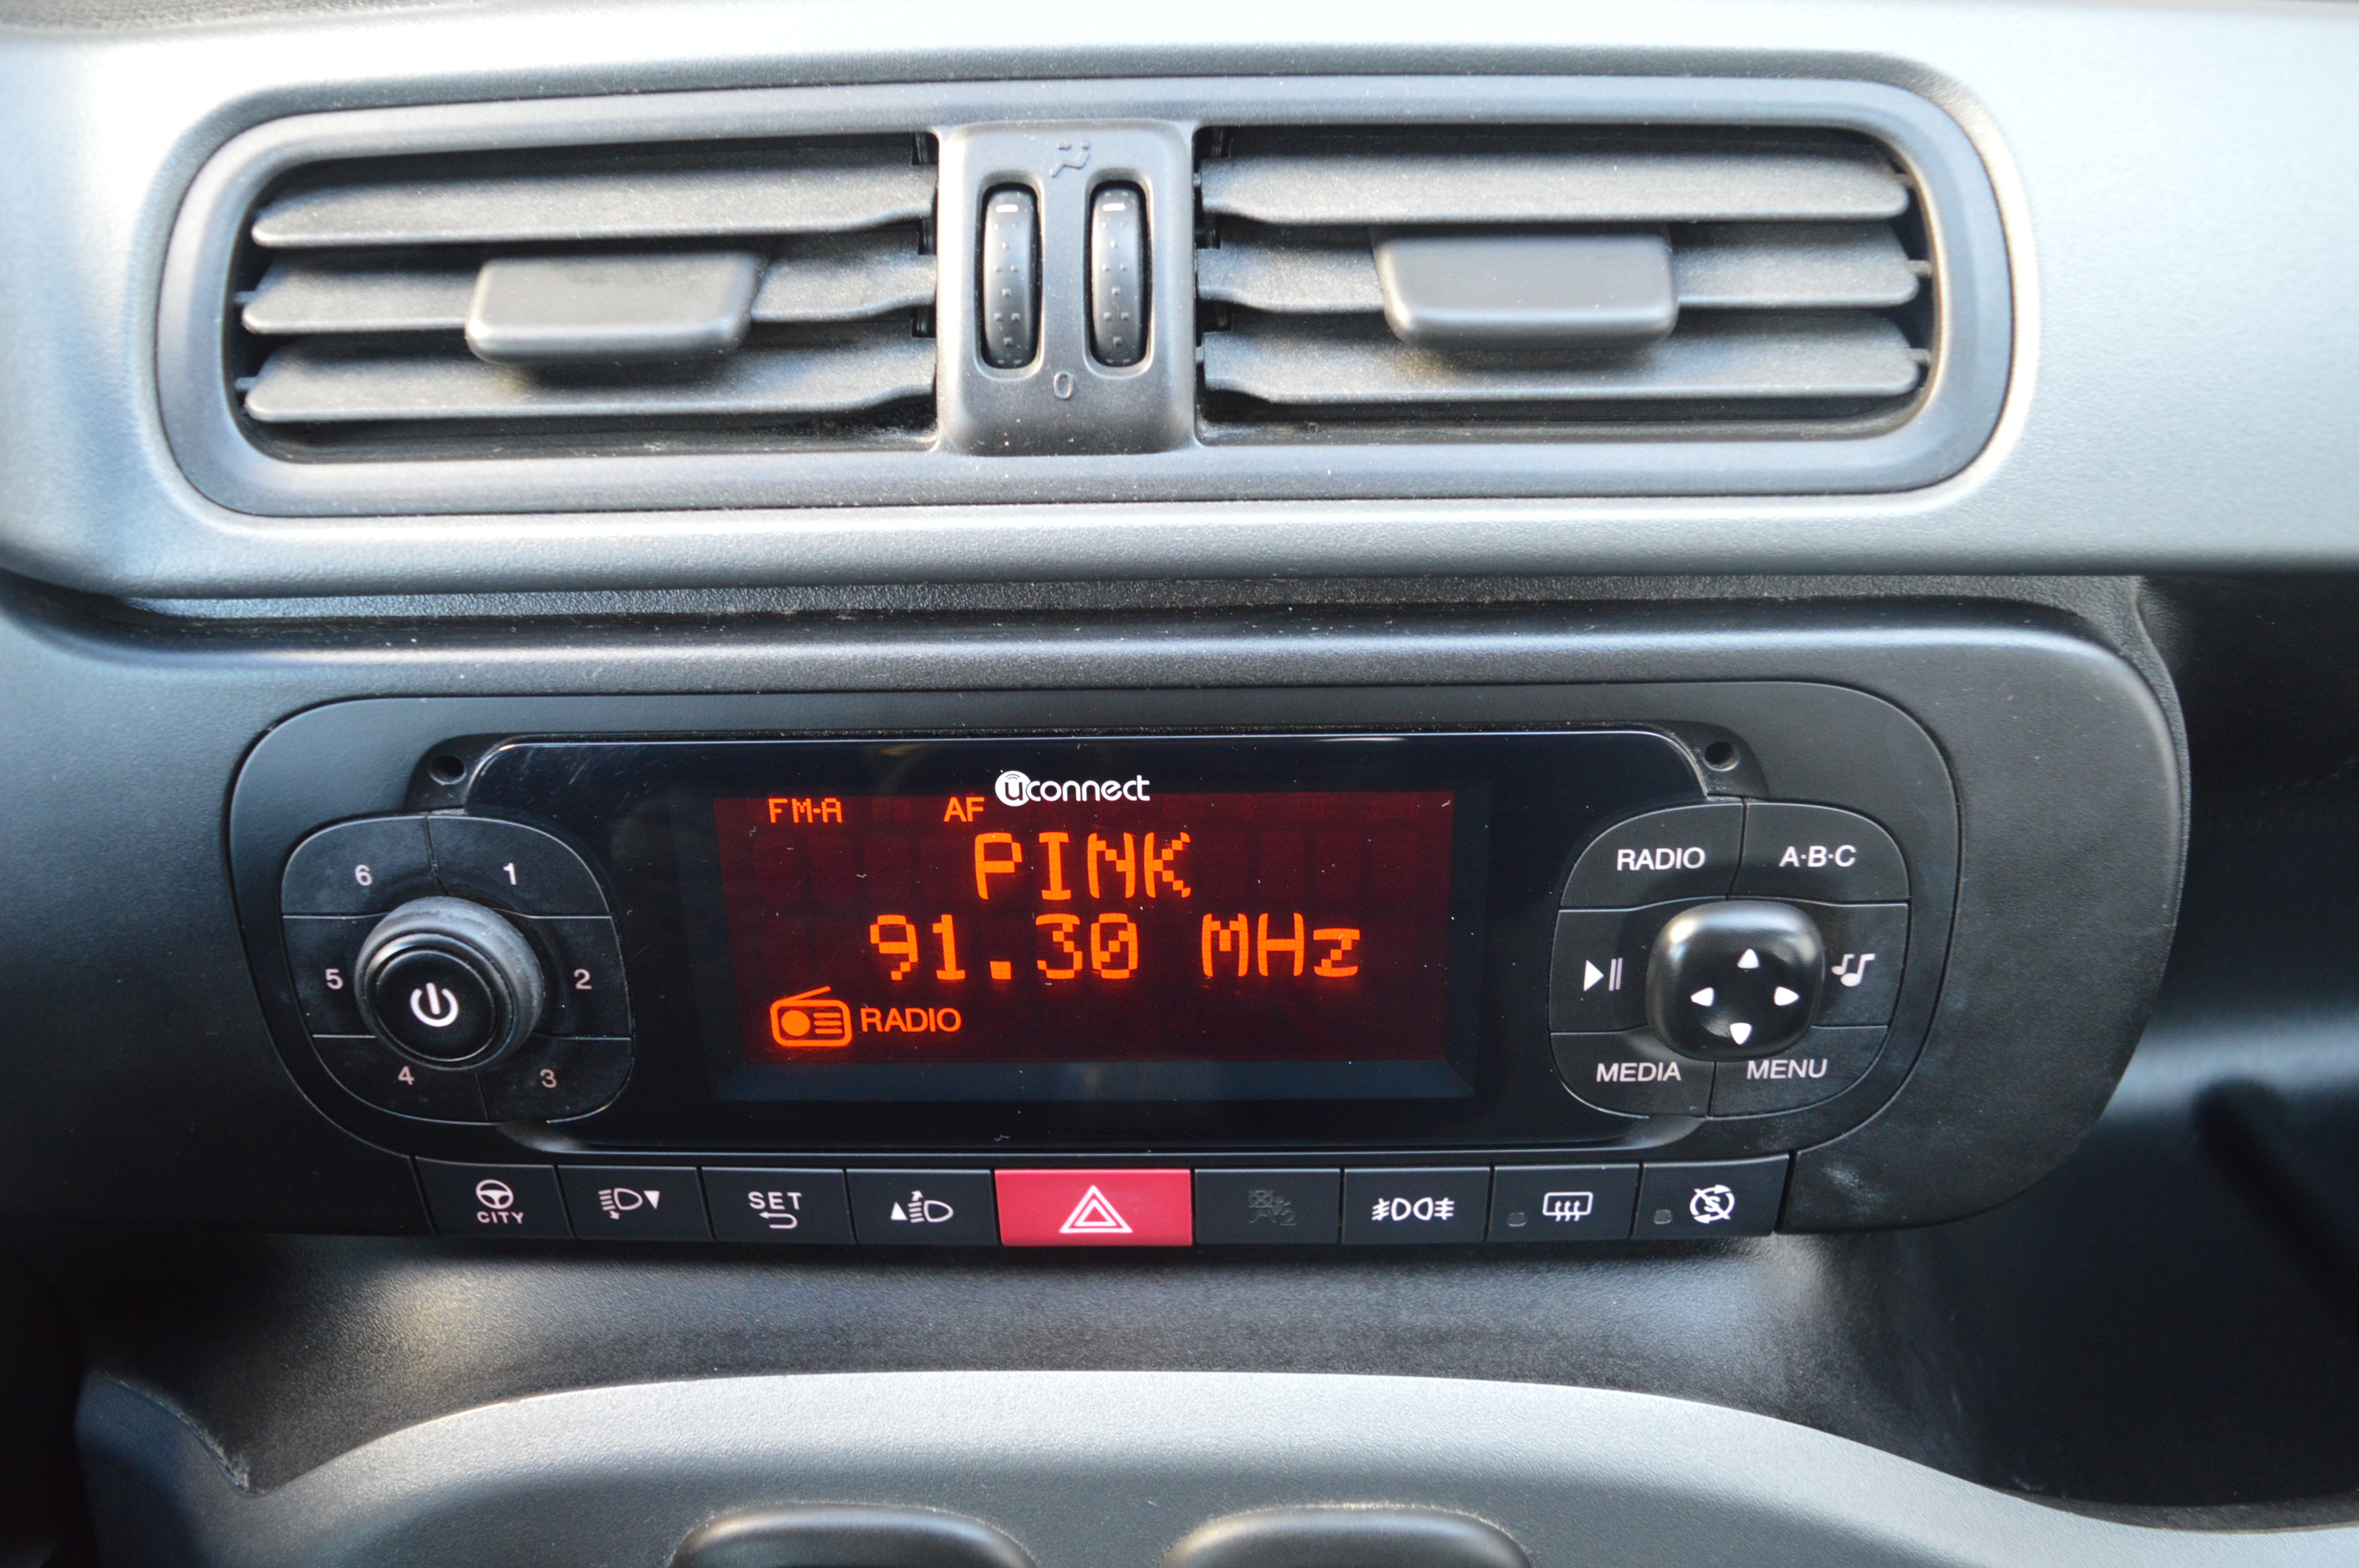 0
uconnect
FM-A AF
PINK
91.30 MHz
RADIO
6 1
5 2
4 3
RADIO A·B·C
MEDIA MENU
CITY
SET